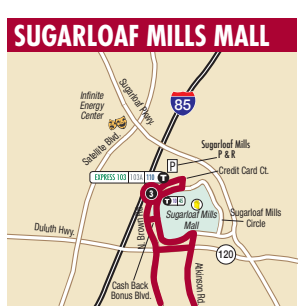 SUGARLOAF MILLS MALL
Infinite
Energy
Center
Sugarloaf Pkwy.
85
Satellite Blvd.
Sugarloaf Mills
P & R
P
EXPRESS 103 103A 110 T
Credit Card Ct.
3
T
N. Brown Rd.
Sugarloaf Mills
Mall
Sugarloaf Mills
Circle
Duluth Hwy.
120
Cash Back
Bonus Blvd.
Atkinson Rd.